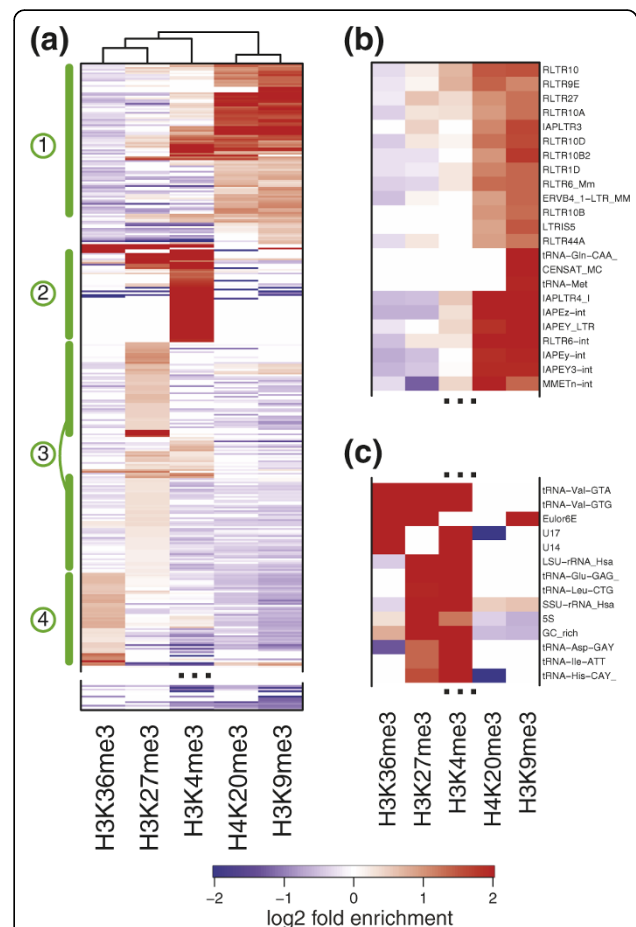 (a)
1
2
3
4
H3K36me3
H3K27me3
H3K4me3
H4K20me3
H3K9me3
(b)
RLTR10
RLTR9E
RLTR27
RLTR10A
IAPLTR3
RLTR10D
RLTR10B2
RLTR1D
RLTR6_Mm
ERVB4_1-LTR_MM
RLTR10B
LTRIS5
RLTR44A
tRNA-Gln-CAA_
CENSAT_MC
tRNA-Met
IAPLTR4_I
IAPEz-int
IAPEY_LTR
RLTR6-int
IAPEy-int
IAPEY3-int
MMETn-int
(c)
tRNA-Val-GTA
tRNA-Val-GTG
Eulor6E
U17
U14
LSU-rRNA_Hsa
tRNA-Glu-GAG_
tRNA-Leu-CTG
SSU-rRNA_Hsa
5S
GC_rich
tRNA-Asp-GAY
tRNA-Ile-ATT
tRNA-His-CAY_
H3K36me3
H3K27me3
H3K4me3
H4K20me3
H3K9me3
−2 −1 0 1 2
log2 fold enrichment